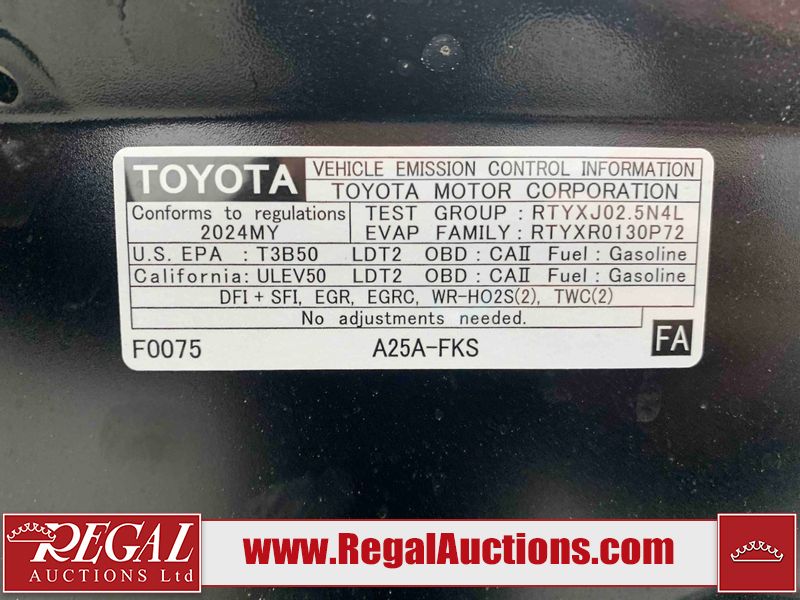 TOYOTA
VEHICLE EMISSION CONTROL INFORMATION
TOYOTA MOTOR CORPORATION
Conforms to regulations
2024MY
TEST GROUP : RTYXJ02.5N4L
EVAP FAMILY : RTYXR0130P72
U.S. EPA : T3B50 LDT2 OBD : CAⅡ Fuel : Gasoline
California: ULEV50 LDT2 OBD : CAⅡ Fuel : Gasoline
DFI + SFI, EGR, EGRC, WR-HO2S(2), TWC(2)
No adjustments needed.
F0075 A25A-FKS FA
REGAL
AUCTIONS Ltd
www.RegalAuctions.com